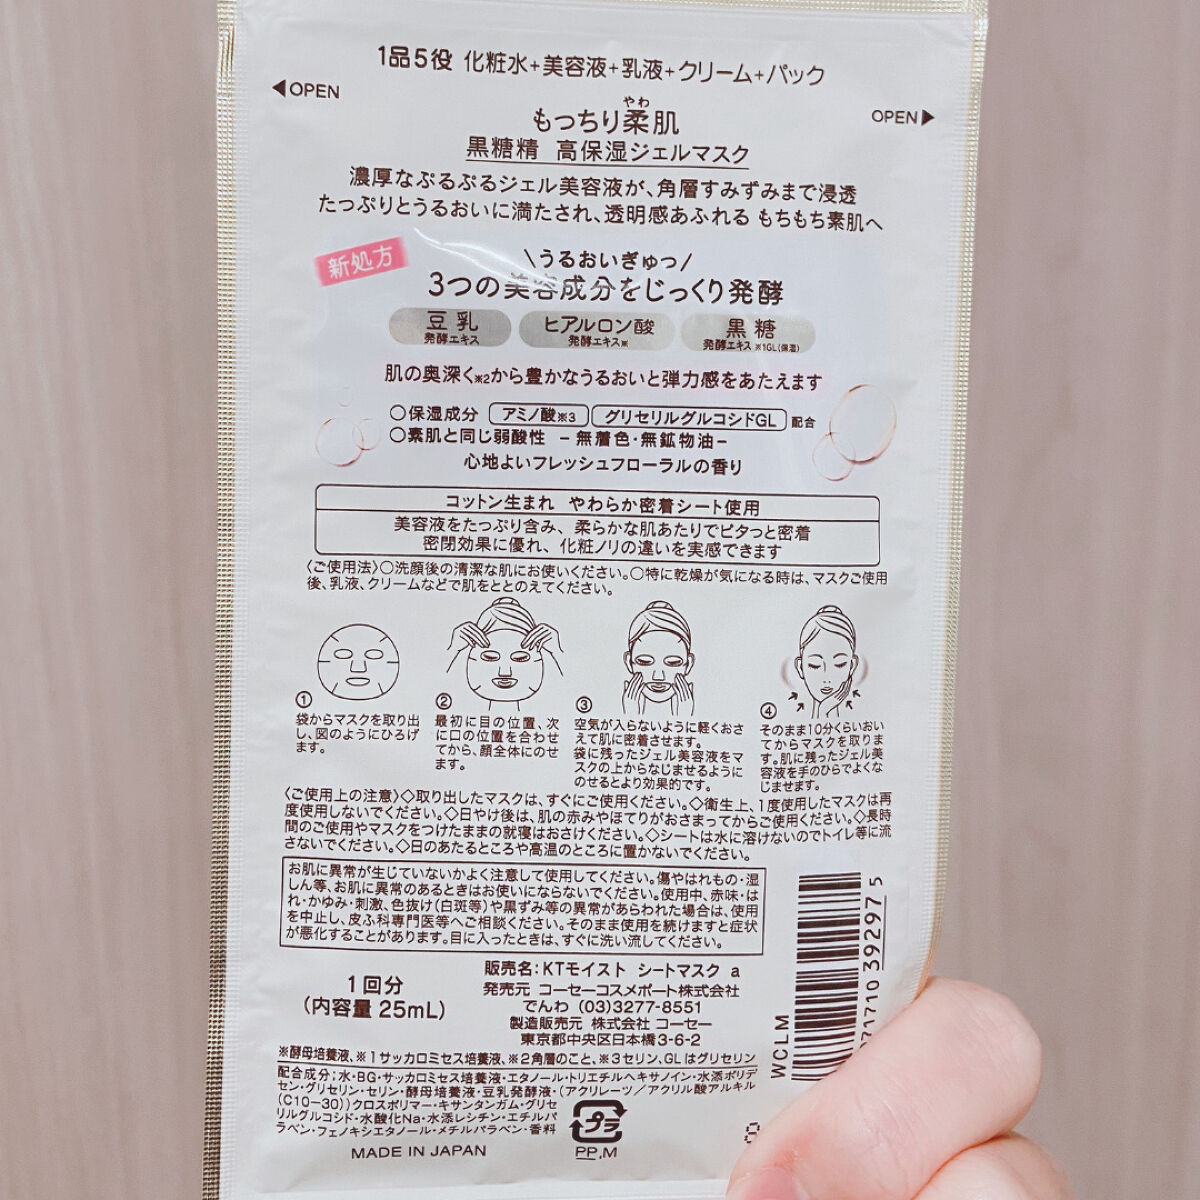 1品5役 化粧水+美容液+乳液+クリーム+パック
◀OPEN
OPEN▶
やわ
もっちり柔肌
黒糖精 高保湿ジェルマスク
濃厚なぷるぷるジェル美容液が、角層すみずみまで浸透
たっぷりとうるおいに満たされ、透明感あふれる もちもち素肌へ
新処方
\うるおいぎゅっ/
3つの美容成分をじっくり発酵
豆乳
発酵エキス
ヒアルロン酸
発酵エキス※
黒糖
発酵エキス ※1GL(保湿)
肌の奥深く※2から豊かなうるおいと弾力感をあたえます
○保湿成分 アミノ酸※3 グリセリルグルコシドGL 配合
○素肌と同じ弱酸性 −無着色・無鉱物油−
心地よいフレッシュフローラルの香り
コットン生まれ やわらか密着シート使用
美容液をたっぷり含み、柔らかな肌あたりでピタっと密着
密閉効果に優れ、化粧ノリの違いを実感できます
〈ご使用法〉○洗顔後の清潔な肌にお使いください。○特に乾燥が気になる時は、マスクご使用
後、乳液、クリームなどで肌をととのえてください。
①
袋からマスクを取り出
し、図のようにひろげ
ます。
②
最初に目の位置、次
に口の位置を合わせ
てから、顔全体にのせ
ます。
③
空気が入らないように軽くおさ
えて肌に密着させます。
袋に残ったジェル美容液をマ
スクの上からなじませるように
のせるとより効果的です。
④
そのまま10分くらいおい
てからマスクを取りま
す。肌に残ったジェル美
容液を手のひらでよくな
じませます。
〈ご使用上の注意〉◇取り出したマスクは、すぐにご使用ください。◇衛生上、1度使用したマスクは再
度使用しないでください。◇日やけ後は、肌の赤みやほてりがおさまってからご使用ください。◇長時
間のご使用やマスクをつけたままの就寝はおさけください。◇シートは水に溶けないのでトイレ等に流
さないでください。◇日のあたるところや高温のところに置かないでください。
お肌に異常が生じていないかよく注意して使用してください。傷やはれもの・湿
しん等、お肌に異常のあるときはお使いにならないでください。使用中、赤味・は
れ・かゆみ・刺激、色抜け(白斑等)や黒ずみ等の異常があらわれた場合は、使用
を中止し、皮ふ科専門医等へご相談ください。そのまま使用を続けますと症状
が悪化することがあります。目に入ったときは、すぐに洗い流してください。
1回分
(内容量 25mL)
販売名:KTモイスト シートマスク a
発売元 コーセーコスメポート株式会社
でんわ (03)3277-8551
製造販売元 株式会社 コーセー
東京都中央区日本橋3-6-2
※酵母培養液、※1サッカロミセス培養液、※2角層のこと、※3セリン、GLはグリセリン
配合成分:水・BG・サッカロミセス培養液・エタノール・トリエチルヘキサノイン・水添ポリデ
セン・グリセリン・セリン・酵母培養液・豆乳発酵液・(アクリレーツ/アクリル酸アルキル
(C10-30))クロスポリマー・キサンタンガム・グリセ
リルグルコシド・水酸化Na・水添レシチン・エチルパ
ラベン・フェノキシエタノール・メチルパラベン・香料
MADE IN JAPAN
プラ
PP,M
WCLM
971710 39297 5